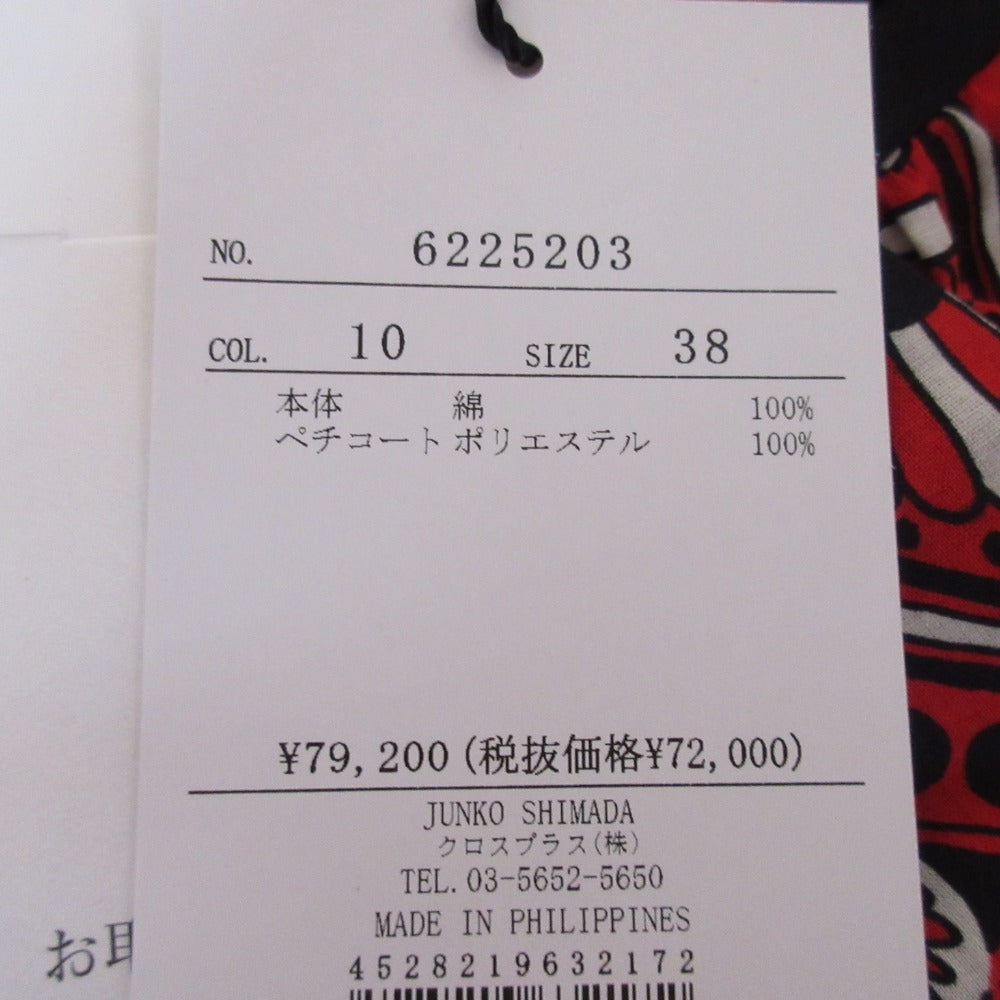 NO. 6225203
COL. 10 SIZE 38
本体 綿 100%
ペチコート ポリエステル 100%
¥79,200(税抜価格¥72,000)
JUNKO SHIMADA
クロスプラス(株)
TEL.03-5652-5650
MADE IN PHILIPPINES
4528219632172
お取